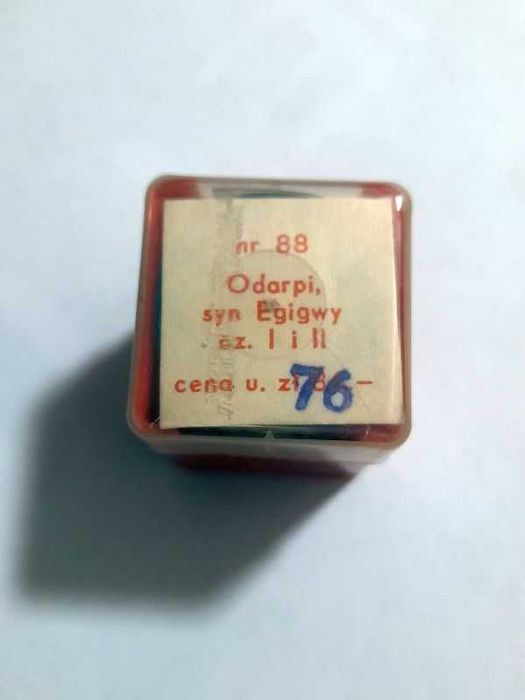 nr 88
Odarpi,
syn Egigwy
cz. I i II
cena u. zł 76 -